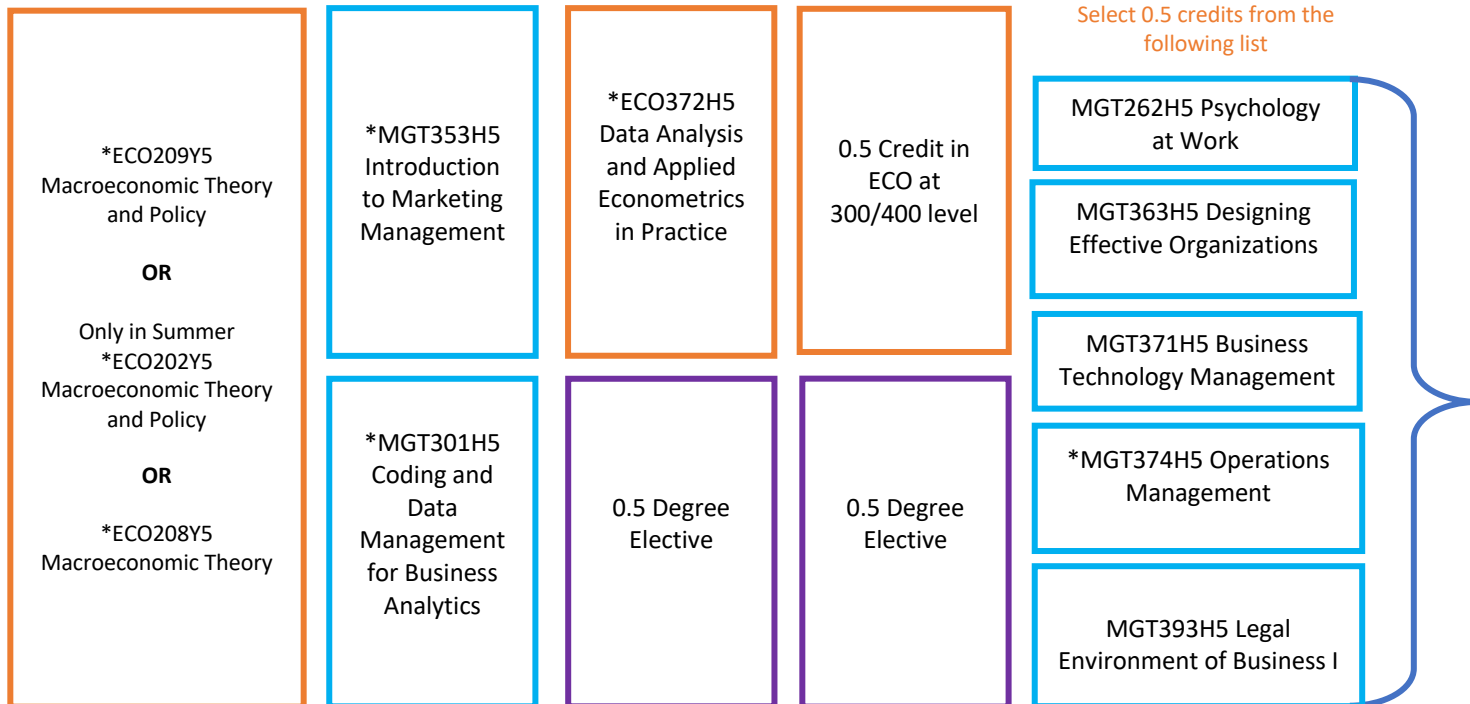 *ECO209Y5
Macroeconomic Theory
and Policy
OR
Only in Summer
*ECO202Y5
Macroeconomic Theory
and Policy
OR
*ECO208Y5
Macroeconomic Theory
*MGT353H5
Introduction
to Marketing
Management
*MGT301H5
Coding and
Data
Management
for Business
Analytics
*ECO372H5
Data Analysis
and Applied
Econometrics
in Practice
0.5 Degree
Elective
0.5 Credit in
ECO at
300/400 level
0.5 Degree
Elective
Select 0.5 credits from the
following list
MGT262H5 Psychology
at Work
MGT363H5 Designing
Effective Organizations
MGT371H5 Business
Technology Management
*MGT374H5 Operations
Management
MGT393H5 Legal
Environment of Business I